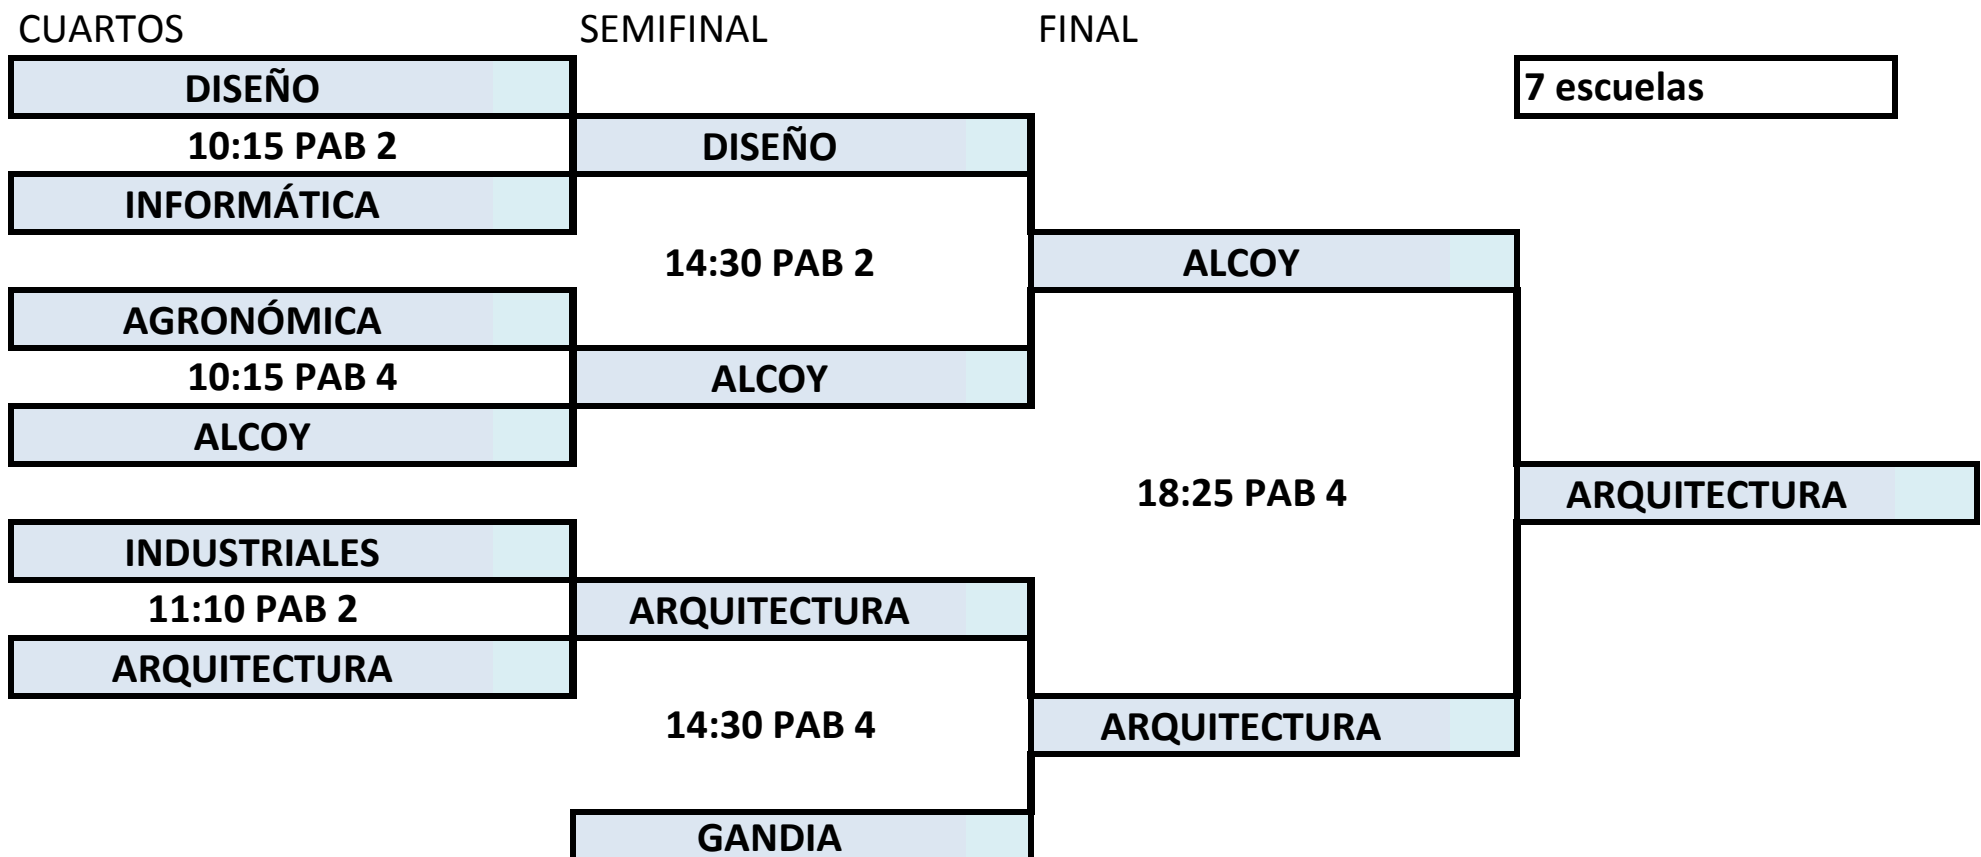 CUARTOS SEMIFINAL FINAL
DISEÑO 7 escuelas
10:15 PAB 2 DISEÑO
INFORMÁTICA
14:30 PAB 2 ALCOY
AGRONÓMICA
10:15 PAB 4 ALCOY
ALCOY
18:25 PAB 4 ARQUITECTURA
INDUSTRIALES
11:10 PAB 2 ARQUITECTURA
ARQUITECTURA
14:30 PAB 4 ARQUITECTURA
GANDIA